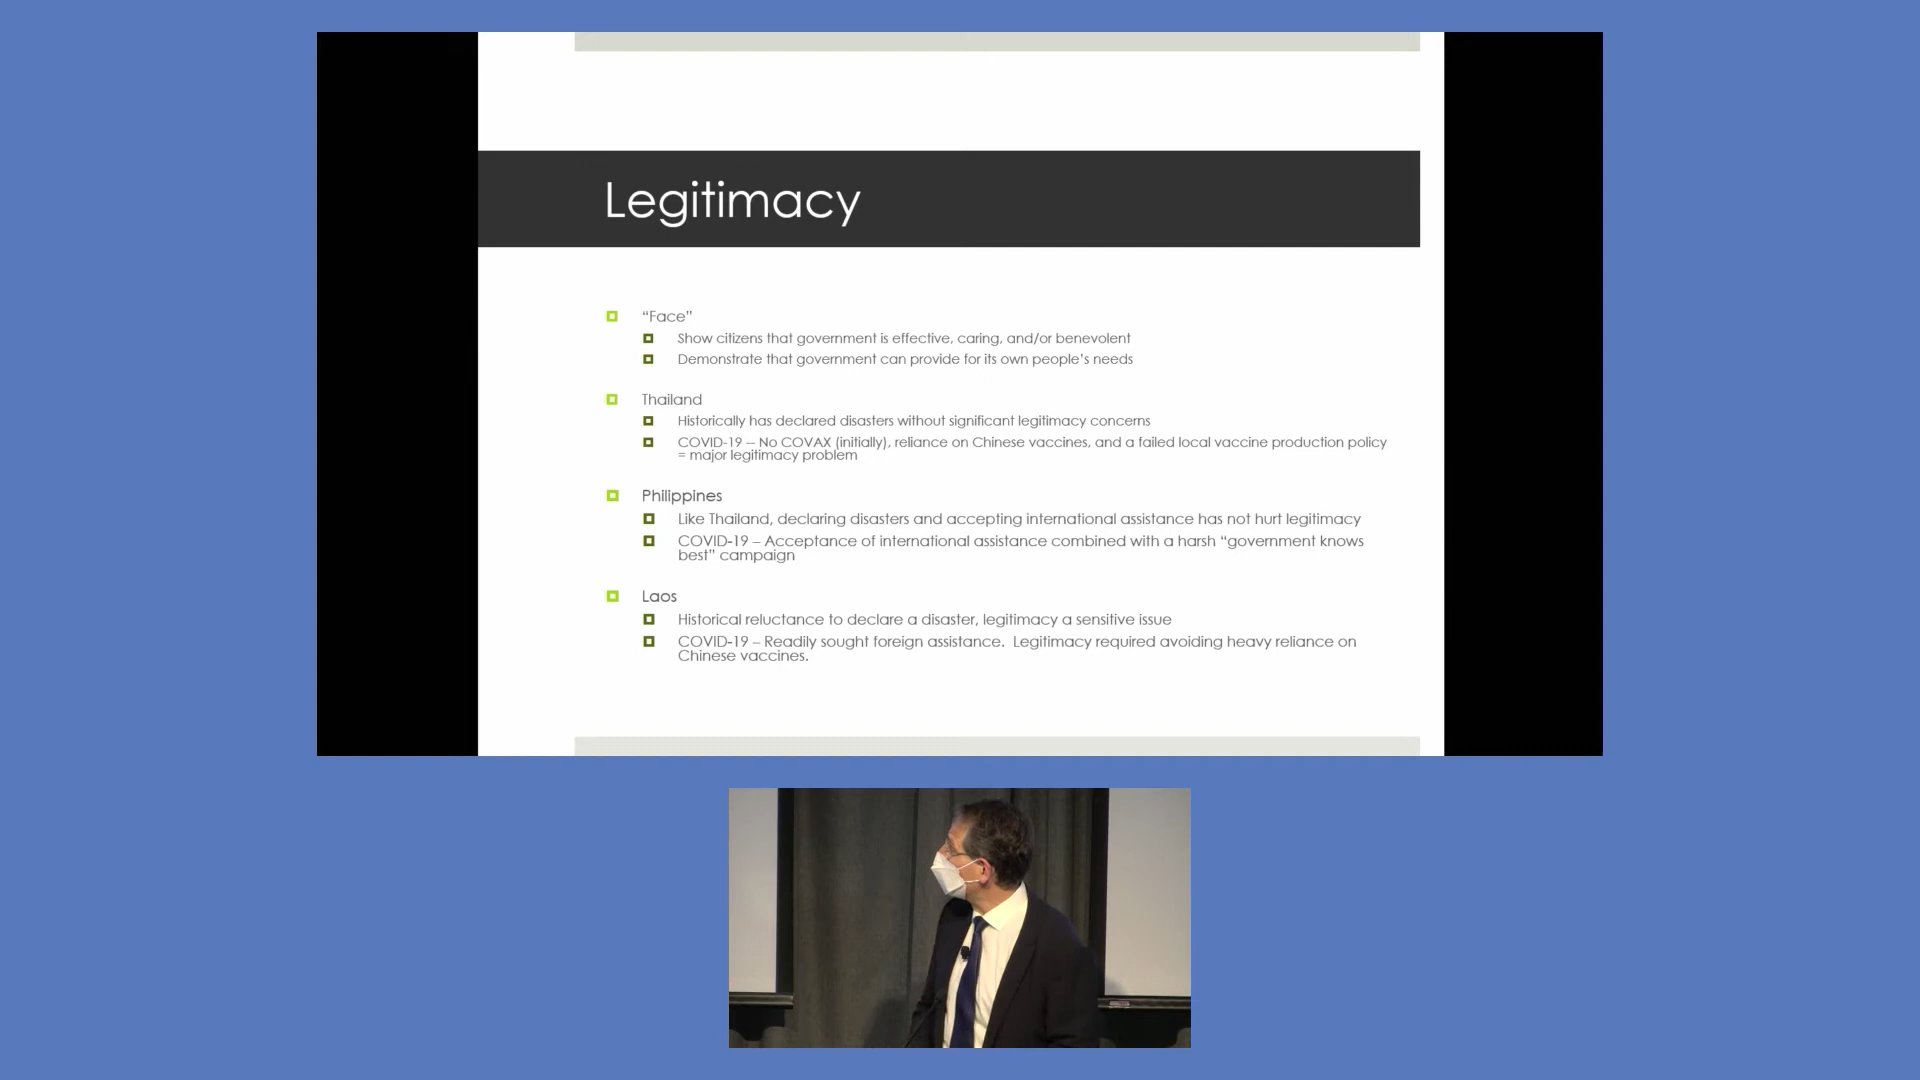 Legitimacy
“Face”
Show citizens that government is effective, caring, and/or benevolent
Demonstrate that government can provide for its own people’s needs
Thailand
Historically has declared disasters without significant legitimacy concerns
COVID-19 – No COVAX (initially), reliance on Chinese vaccines, and a failed local vaccine production policy
= major legitimacy problem
Philippines
Like Thailand, declaring disasters and accepting international assistance has not hurt legitimacy
COVID-19 – Acceptance of international assistance combined with a harsh “government knows
best” campaign
Laos
Historical reluctance to declare a disaster, legitimacy a sensitive issue
COVID-19 – Readily sought foreign assistance.  Legitimacy required avoiding heavy reliance on
Chinese vaccines.